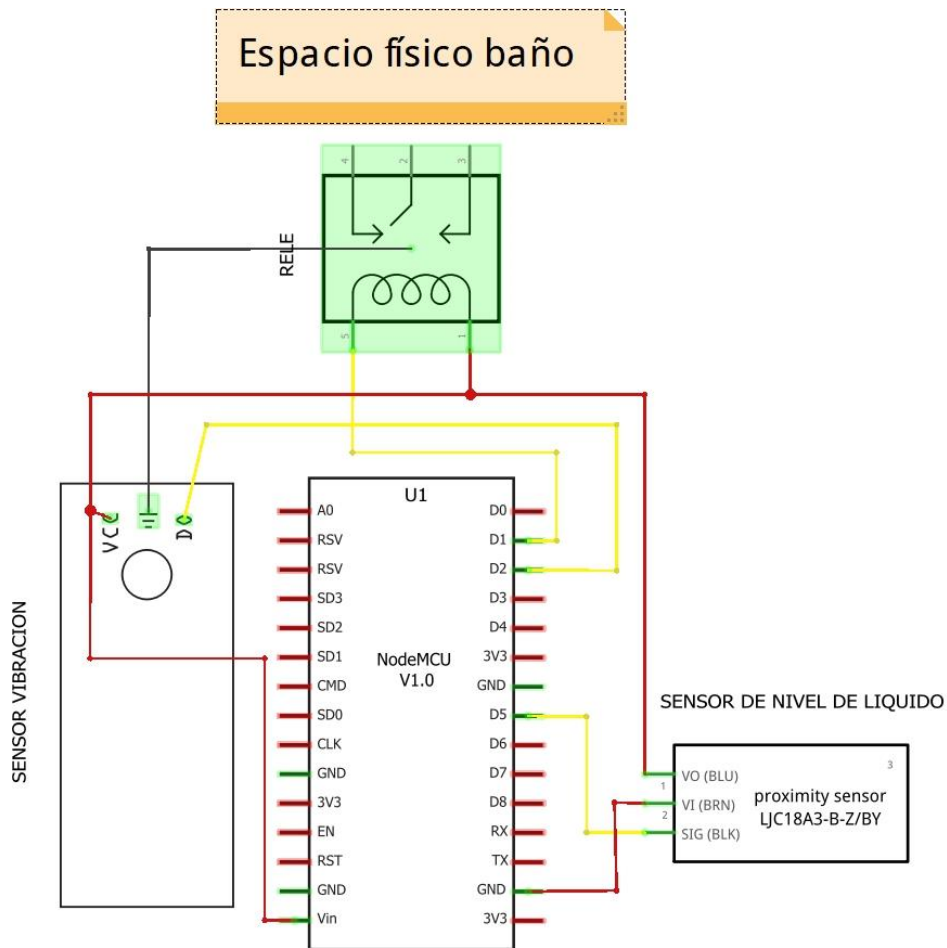 Espacio físico baño
4
2
3
RELE
5
1
VCC
D0
SENSOR VIBRACION
U1
A0
RSV
RSV
SD3
SD2
SD1
CMD
SD0
CLK
GND
3V3
EN
RST
GND
Vin
NodeMCU
V1.0
D0
D1
D2
D3
D4
3V3
GND
D5
D6
D7
D8
RX
TX
GND
3V3
SENSOR DE NIVEL DE LIQUIDO
3
1
VO (BLU)
2
VI (BRN)
SIG (BLK)
proximity sensor
LJC18A3-B-Z/BY